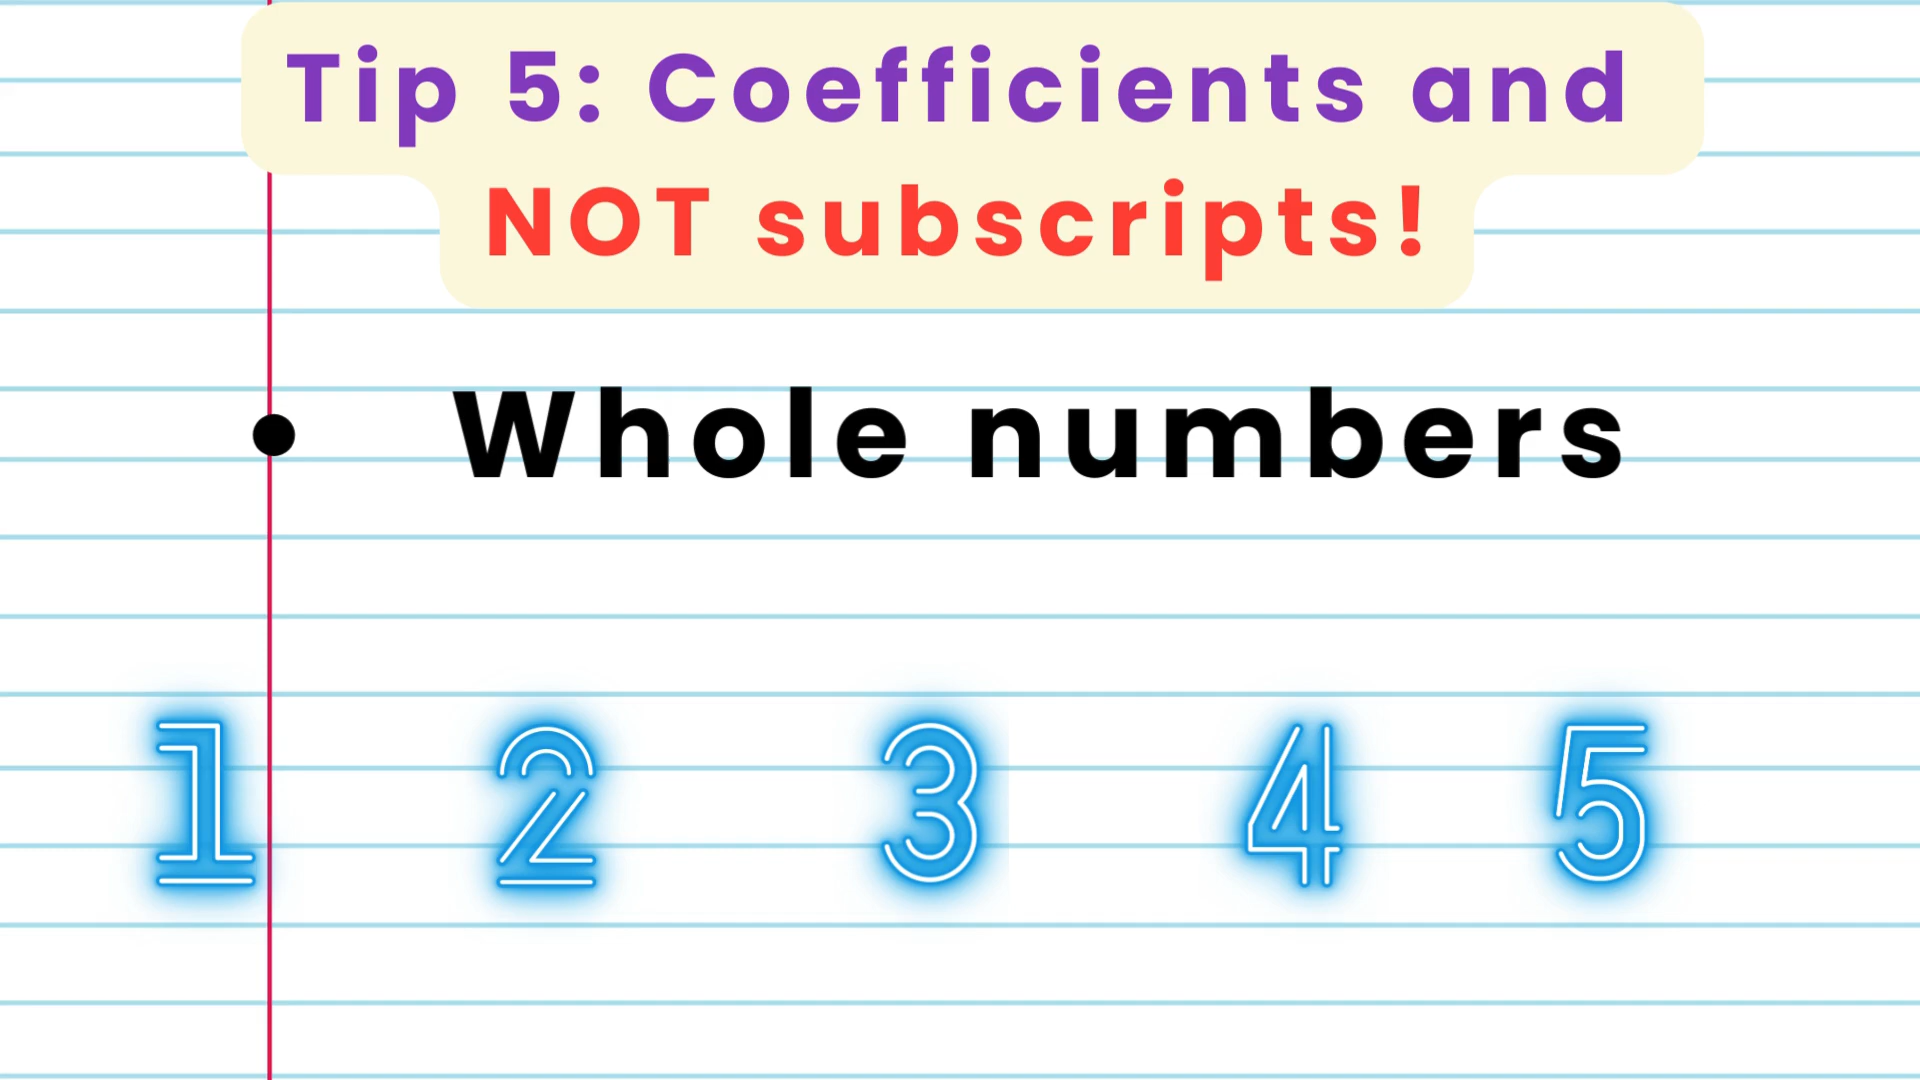 Tip 5: Coefficients and
NOT subscripts!
• Whole numbers
1 2 3 4 5